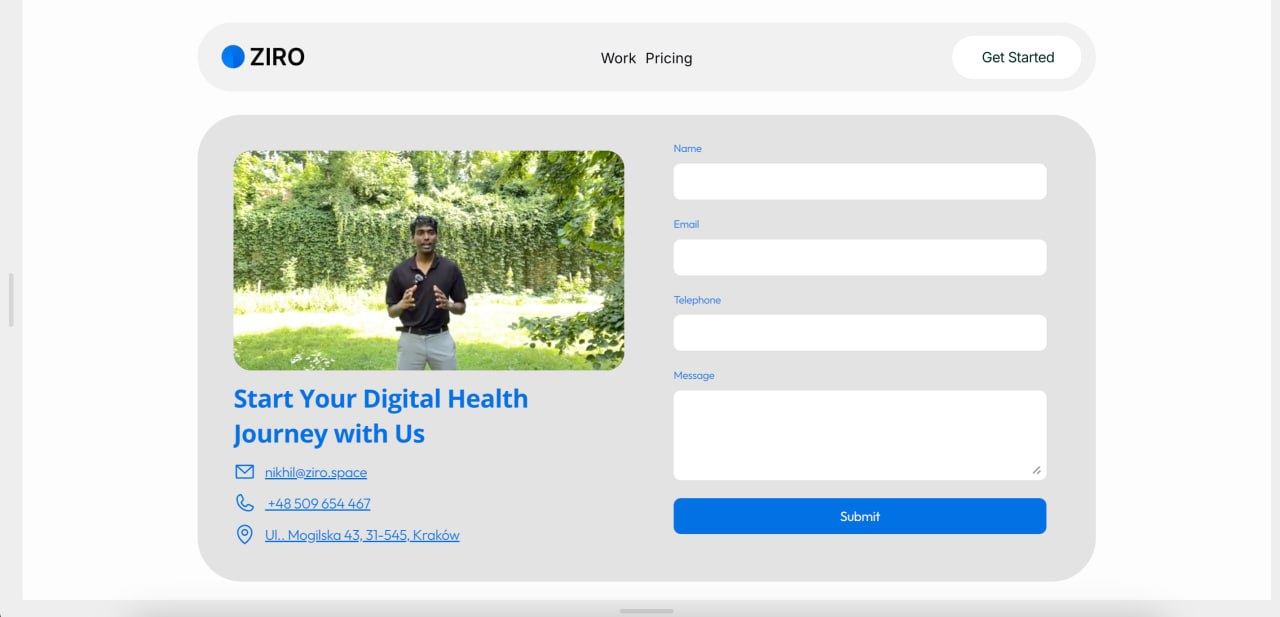 ZIRO
Work Pricing
Get Started
Start Your Digital Health
Journey with Us
nikhil@ziro.space
+48 509 654 467
Ul.. Mogilska 43, 31-545, Kraków
Name
Email
Telephone
Message
Submit